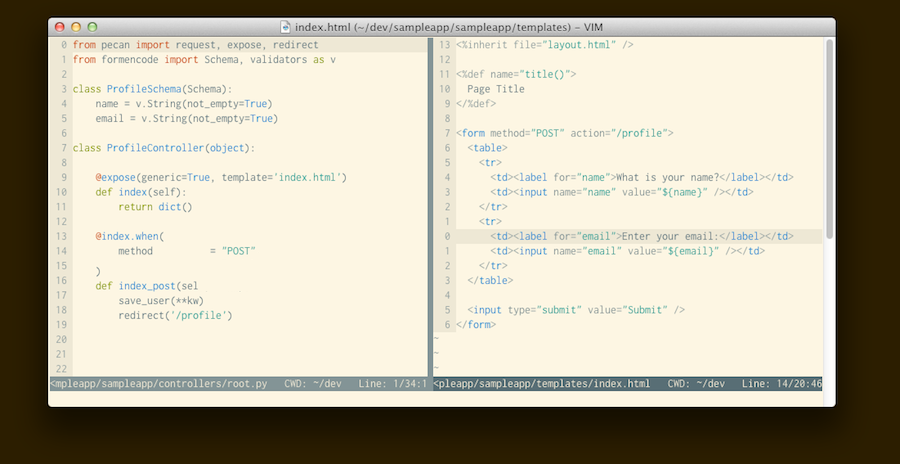 index.html (~/dev/sampleapp/sampleapp/templates) – VIM
0 from pecan import request, expose, redirect
1 from formencode import Schema, validators as v
2
3 class ProfileSchema(Schema):
4     name = v.String(not_empty=True)
5     email = v.String(not_empty=True)
6
7 class ProfileController(object):
8
9     @expose(generic=True, template='index.html')
10     def index(self):
11         return dict()
12
13     @index.when(
14         method          = "POST"
15
16     )
17     def index_post(sel
18         save_user(**kw)
19         redirect('/profile')
20
21
22
<mpleapp/sampleapp/controllers/root.py   CWD: ~/dev   Line: 1/34:1
13 <%inherit file="layout.html" />
12
11 <%def name="title()">
10   Page Title
9 </%def>
8
7 <form method="POST" action="/profile">
6   <table>
5     <tr>
4       <td><label for="name">What is your name?</label></td>
3       <td><input name="name" value="${name}" /></td>
2     </tr>
1     <tr>
0       <td><label for="email">Enter your email:</label></td>
1       <td><input name="email" value="${email}" /></td>
2     </tr>
3   </table>
4
5   <input type="submit" value="Submit" />
6 </form>
~
~
~
<pleapp/sampleapp/templates/index.html   CWD: ~/dev   Line: 14/20:46